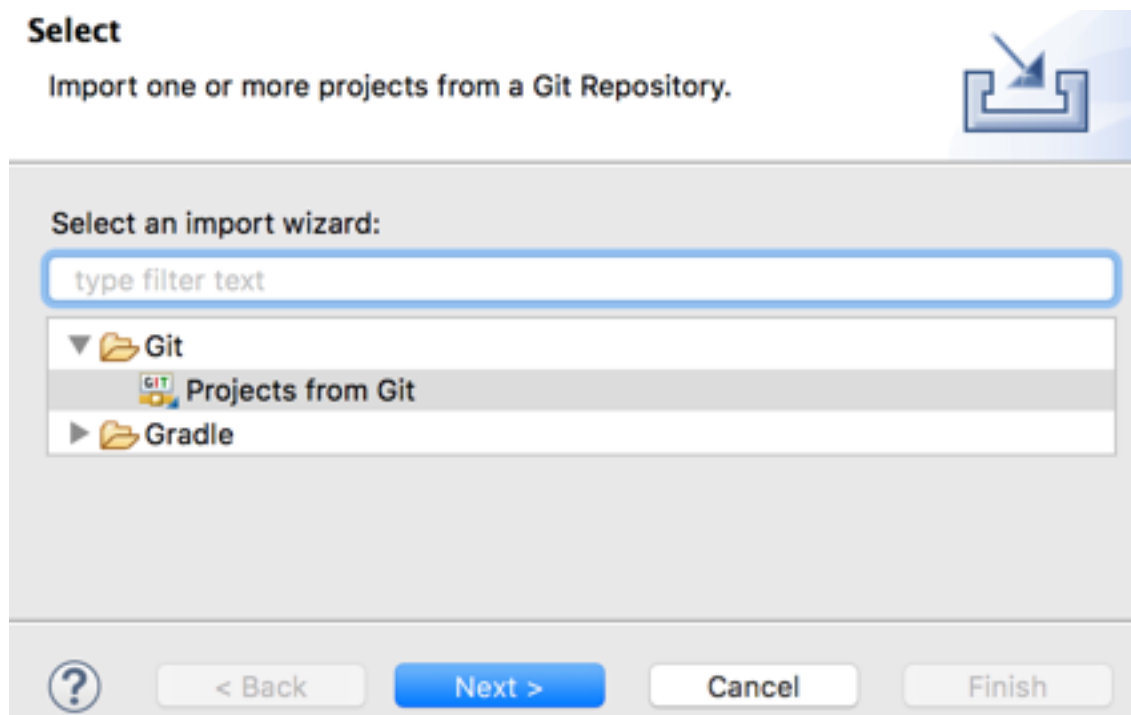 Select
Import one or more projects from a Git Repository.
Select an import wizard:
type filter text
Git
GIT Projects from Git
Gradle
? < Back Next > Cancel Finish